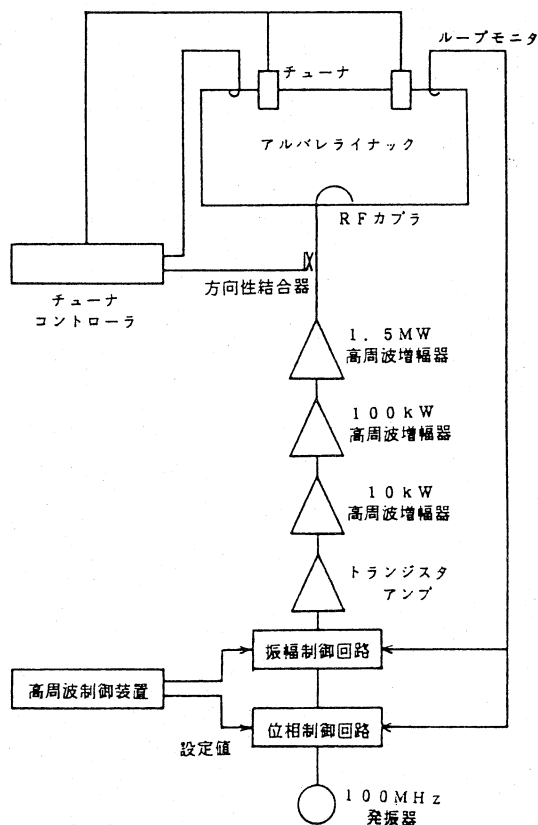 ループモニタ
チューナ
アルバレライナック
RFカプラ
方向性結合器
チューナ
コントローラ
1.5MW
高周波増幅器
100kW
高周波増幅器
10kW
高周波増幅器
トランジスタ
アンプ
振幅制御回路
高周波制御装置
位相制御回路
設定値
100MHz
発振器